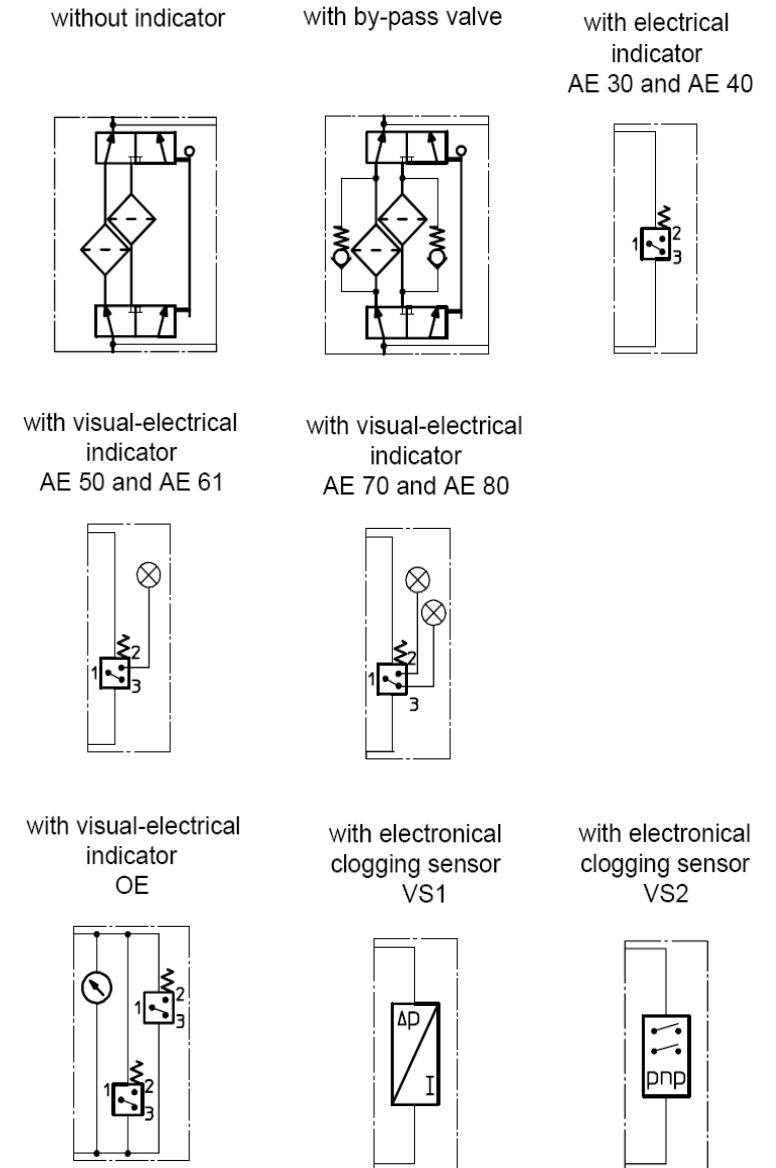 without indicator
with by-pass valve
with electrical
indicator
AE 30 and AE 40
1
2
3
with visual-electrical
indicator
AE 50 and AE 61
1
2
3
with visual-electrical
indicator
AE 70 and AE 80
1
2
3
with visual-electrical
indicator
OE
1
2
3
1
2
3
with electronical
clogging sensor
VS1
Δp
I
with electronical
clogging sensor
VS2
pnp